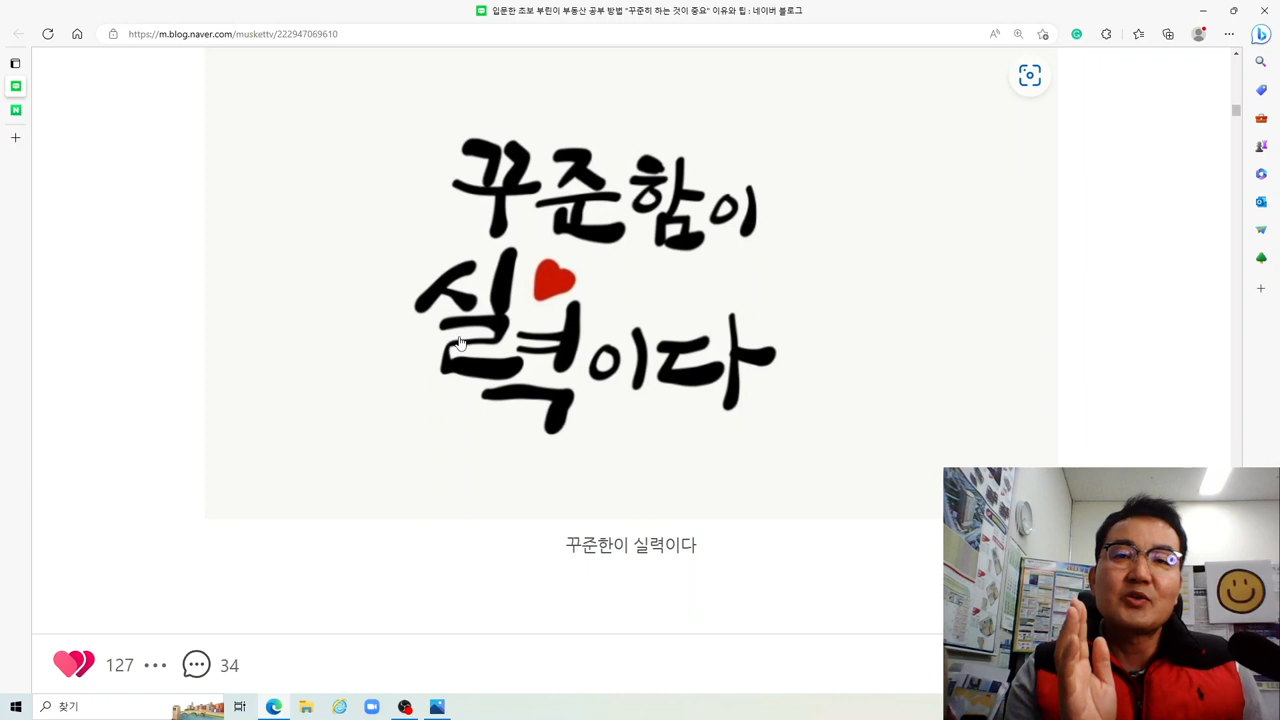 입문한 초보 부린이 부동산 공부 방법 "꾸준히 하는 것이 중요" 이유와 팁 : 네이버 블로그
https://m.blog.naver.com/muskettv/222947069610
꾸준함이
실력이다
꾸준한이 실력이다
127
34
찾기